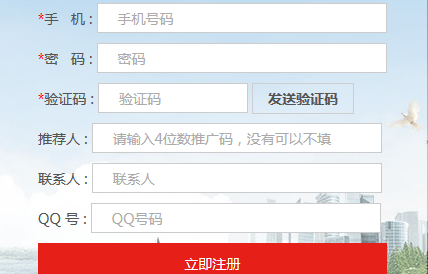 *手 机： 手机号码
*密 码： 密码
*验证码： 验证码 发送验证码
推荐人： 请输入4位数推广码，没有可以不填
联系人： 联系人
QQ 号： QQ号码
立即注册